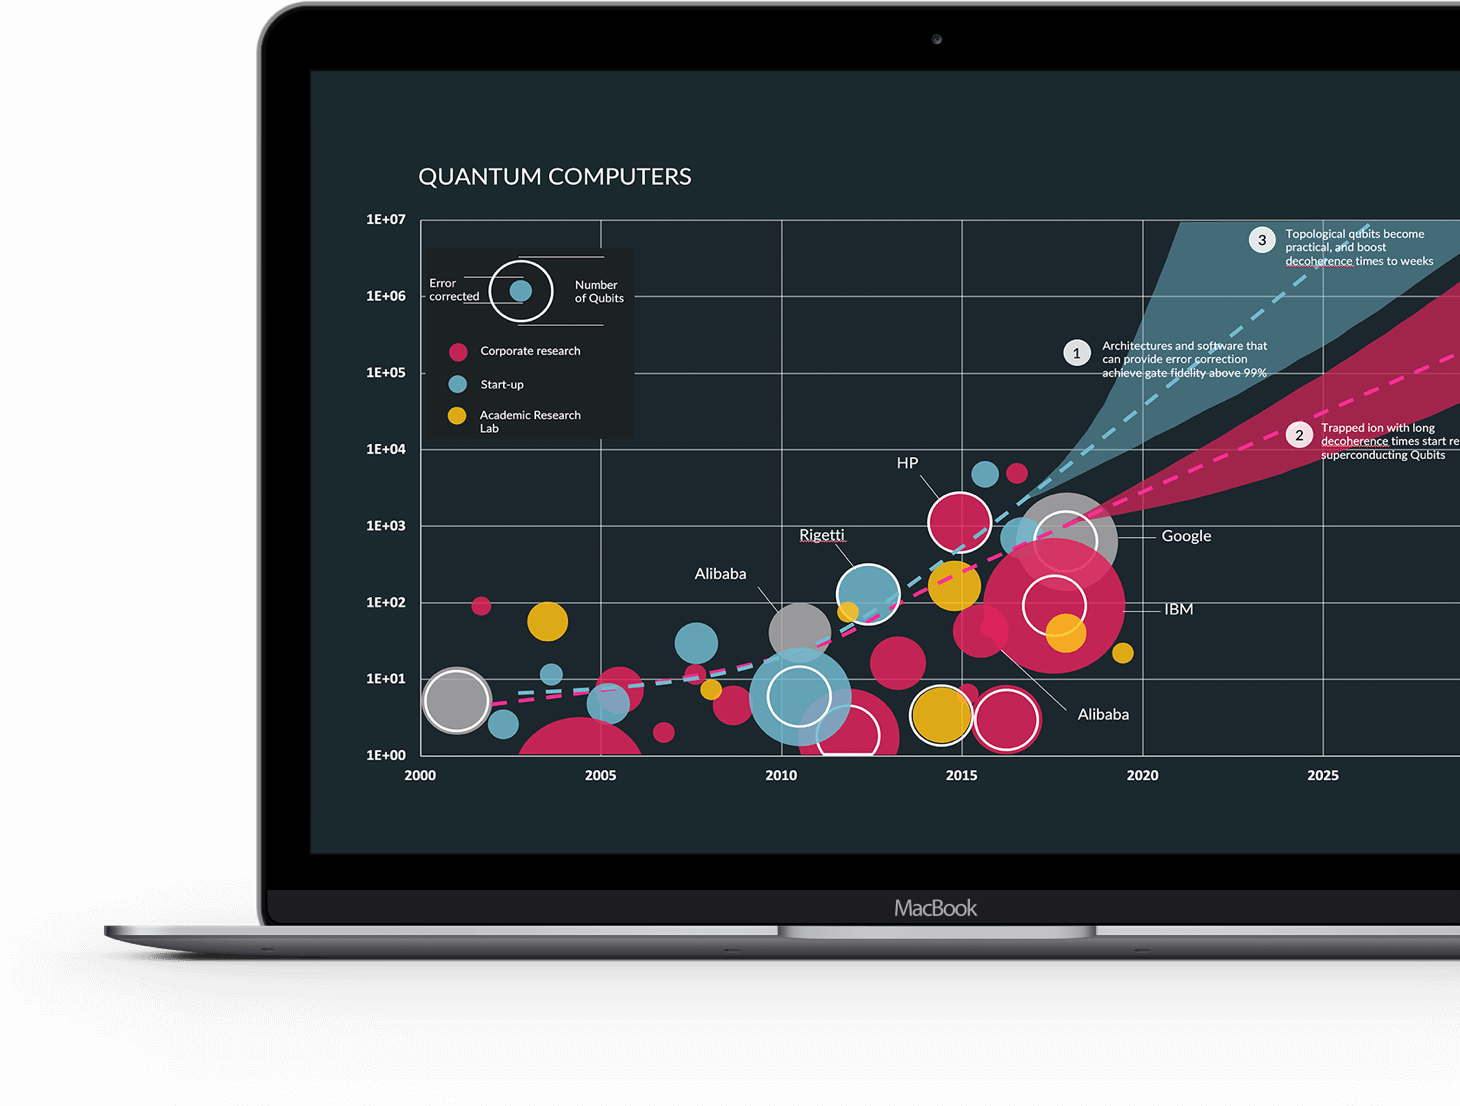 QUANTUM COMPUTERS
1E+07
1E+06
1E+05
1E+04
1E+03
1E+02
1E+01
1E+00
2000
2005
2010
2015
2020
2025
Error
corrected
Number
of Qubits
Corporate research
Start-up
Academic Research
Lab
3
Topological qubits become
practical, and boost
decoherence times to weeks
1
Architectures and software that
can provide error correction
achieve gate fidelity above 99%
2
Trapped ion with long
decoherence times start re
superconducting Qubits
HP
Rigetti
Alibaba
Google
IBM
Alibaba
MacBook